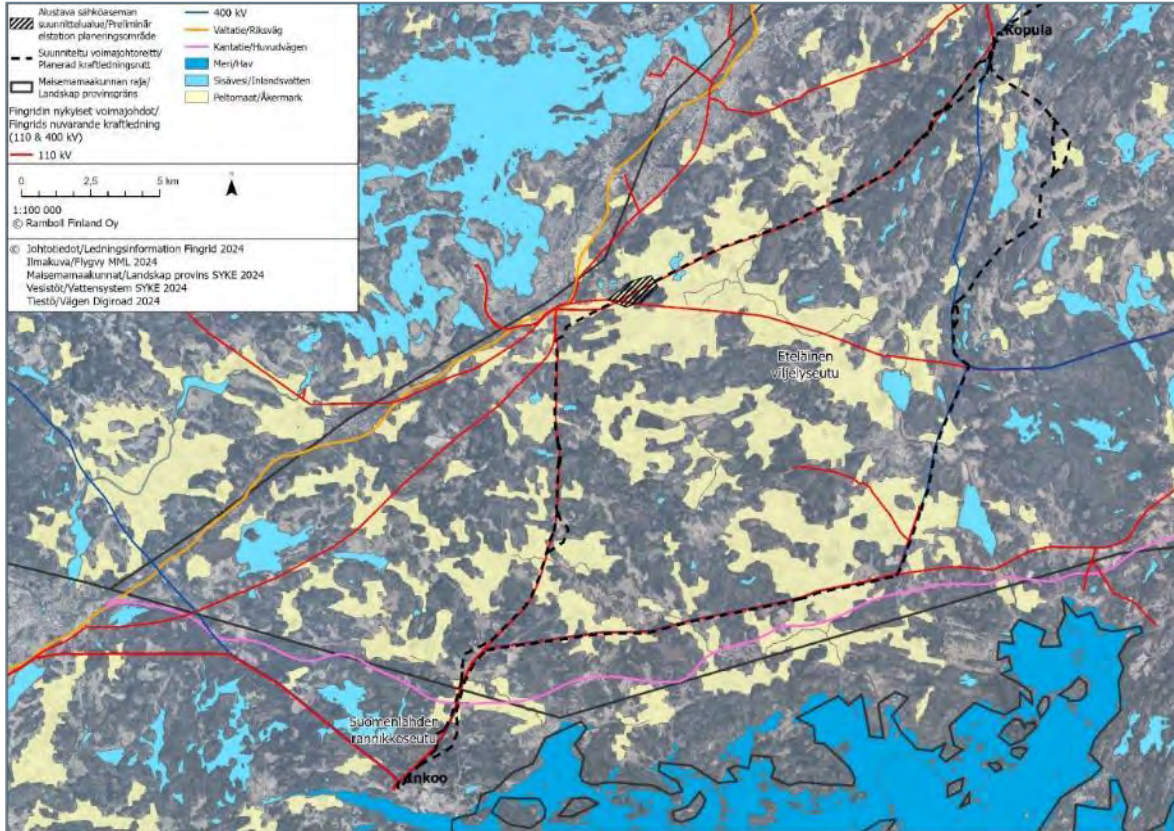 Alustava sähköaseman
suunnittelualue/Preliminär
elstation planeringsområde
Suunniteltu voimajohtoreitti/
Planerad kraftledningsrutt
Maisemamaakunnan raja/
Landskap provinsgräns
Fingridin nykyiset voimajohdot/
Fingrids nuvarande kraftledning
(110 & 400 kV)
110 kV
400 kV
Valtatie/Riksväg
Kantatie/Huvudvägen
Meri/Hav
Sisävesi/Inlandsvatten
Peltomaat/Åkermark
0 2,5 5 km
1:100 000
© Ramboll Finland Oy
© Johtotiedot/Ledningsinformation Fingrid 2024
Ilmakuva/Flygvy MML 2024
Maisemamaakunnat/Landskap provins SYKE 2024
Vesistöt/Vattensystem SYKE 2024
Tiestö/Vägen Digiroad 2024
Kopula
Eteläinen
viljelyseutu
Suomenlahden
rannikkoseutu
Inkoo